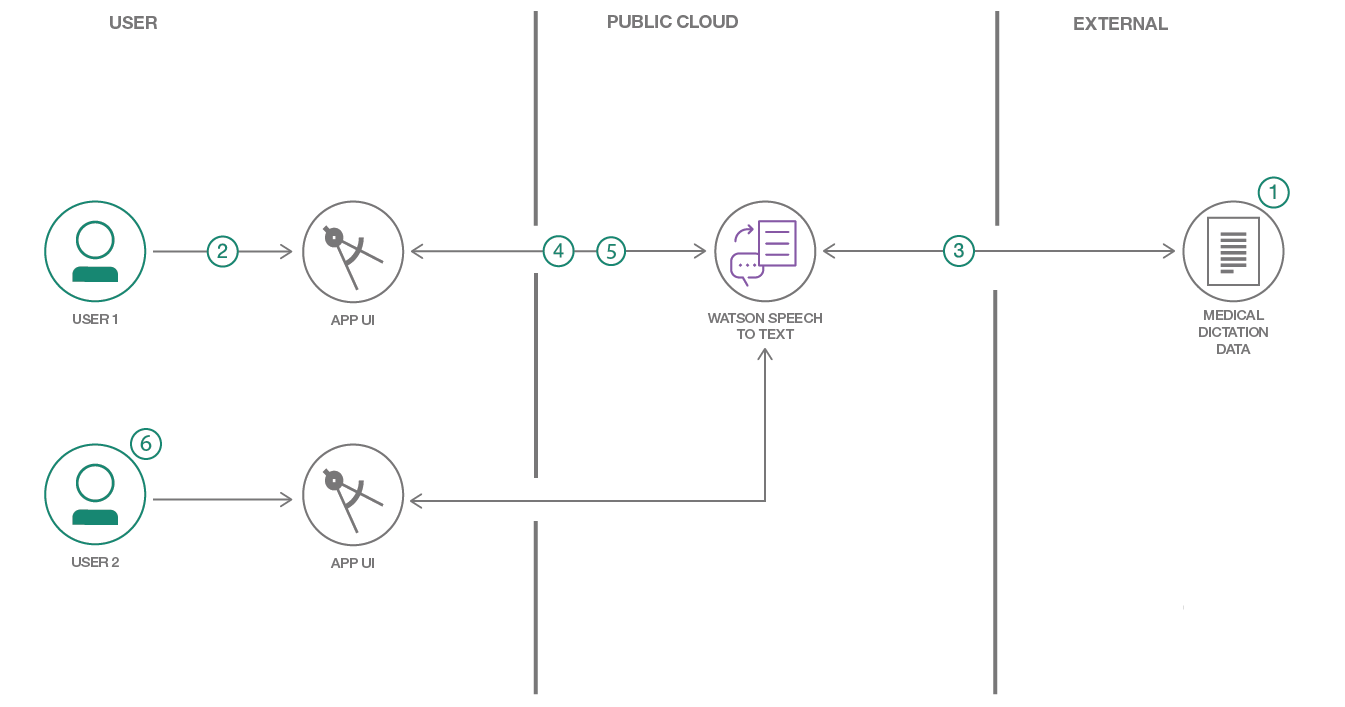 USER
PUBLIC CLOUD
EXTERNAL
1
2
4
5
3
USER 1
APP UI
WATSON SPEECH
TO TEXT
MEDICAL
DICTATION
DATA
6
USER 2
APP UI